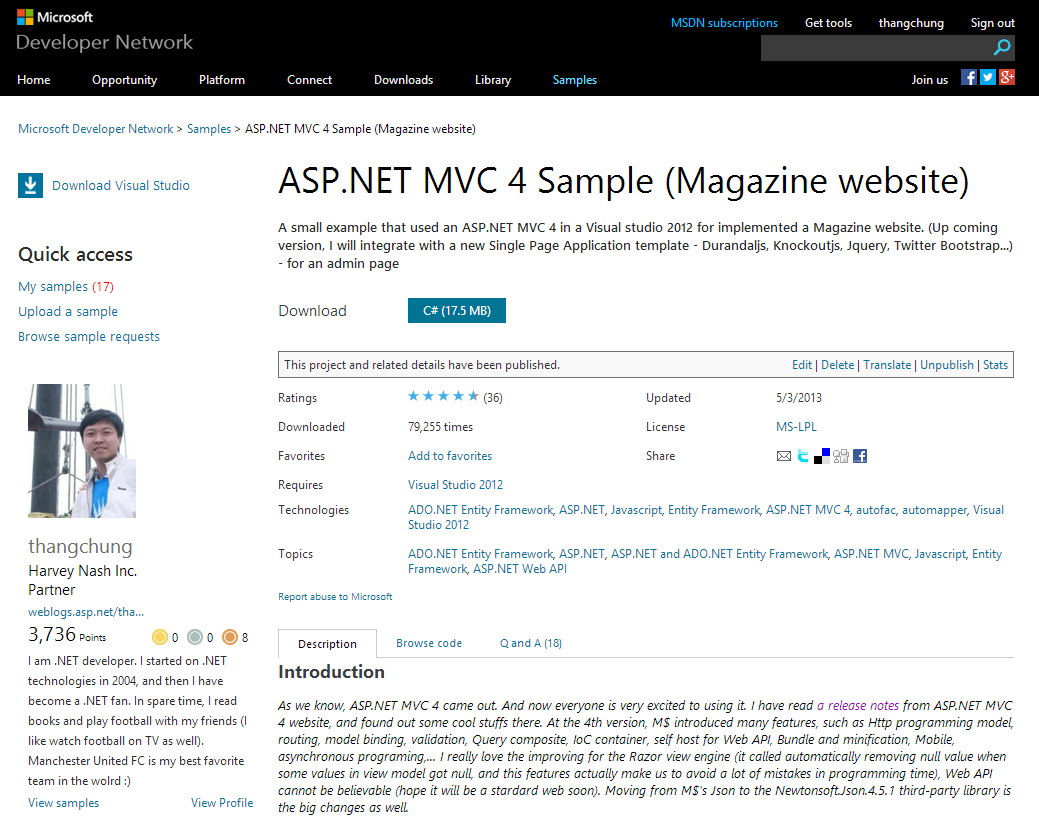 Microsoft
Developer Network
MSDN subscriptions Get tools thangchung Sign out
Home Opportunity Platform Connect Downloads Library Samples Join us
Microsoft Developer Network > Samples > ASP.NET MVC 4 Sample (Magazine website)
Download Visual Studio
Quick access
My samples (17)
Upload a sample
Browse sample requests
thangchung
Harvey Nash Inc.
Partner
weblogs.asp.net/tha...
3,736 Points 0 0 8
I am .NET developer. I started on .NET
technologies in 2004, and then I have
become a .NET fan. In spare time, I read
books and play football with my friends (I
like watch football on TV as well).
Manchester United FC is my best favorite
team in the wolrd :)
View samples View Profile
ASP.NET MVC 4 Sample (Magazine website)
A small example that used an ASP.NET MVC 4 in a Visual studio 2012 for implemented a Magazine website. (Up coming
version, I will integrate with a new Single Page Application template - Durandaljs, Knockoutjs, Jquery, Twitter Bootstrap...)
- for an admin page
Download C# (17.5 MB)
This project and related details have been published. Edit | Delete | Translate | Unpublish | Stats
Ratings (36) Updated 5/3/2013
Downloaded 79,255 times License MS-LPL
Favorites Add to favorites Share
Requires Visual Studio 2012
Technologies ADO.NET Entity Framework, ASP.NET, Javascript, Entity Framework, ASP.NET MVC 4, autofac, automapper, Visual
Studio 2012
Topics ADO.NET Entity Framework, ASP.NET, ASP.NET and ADO.NET Entity Framework, ASP.NET MVC, Javascript, Entity
Framework, ASP.NET Web API
Report abuse to Microsoft
Description Browse code Q and A (18)
Introduction
As we know, ASP.NET MVC 4 came out. And now everyone is very excited to using it. I have read a release notes from ASP.NET MVC
4 website, and found out some cool stuffs there. At the 4th version, M$ introduced many features, such as Http programming model,
routing, model binding, validation, Query composite, IoC container, self host for Web API, Bundle and minification, Mobile,
asynchronous programing,... I really love the improving for the Razor view engine (it called automatically removing null value when
some values in view model got null, and this features actually make us to avoid a lot of mistakes in programming time), Web API
cannot be believable (hope it will be a stardard web soon). Moving from M$'s Json to the Newtonsoft.Json.4.5.1 third-party library is
the big changes as well.